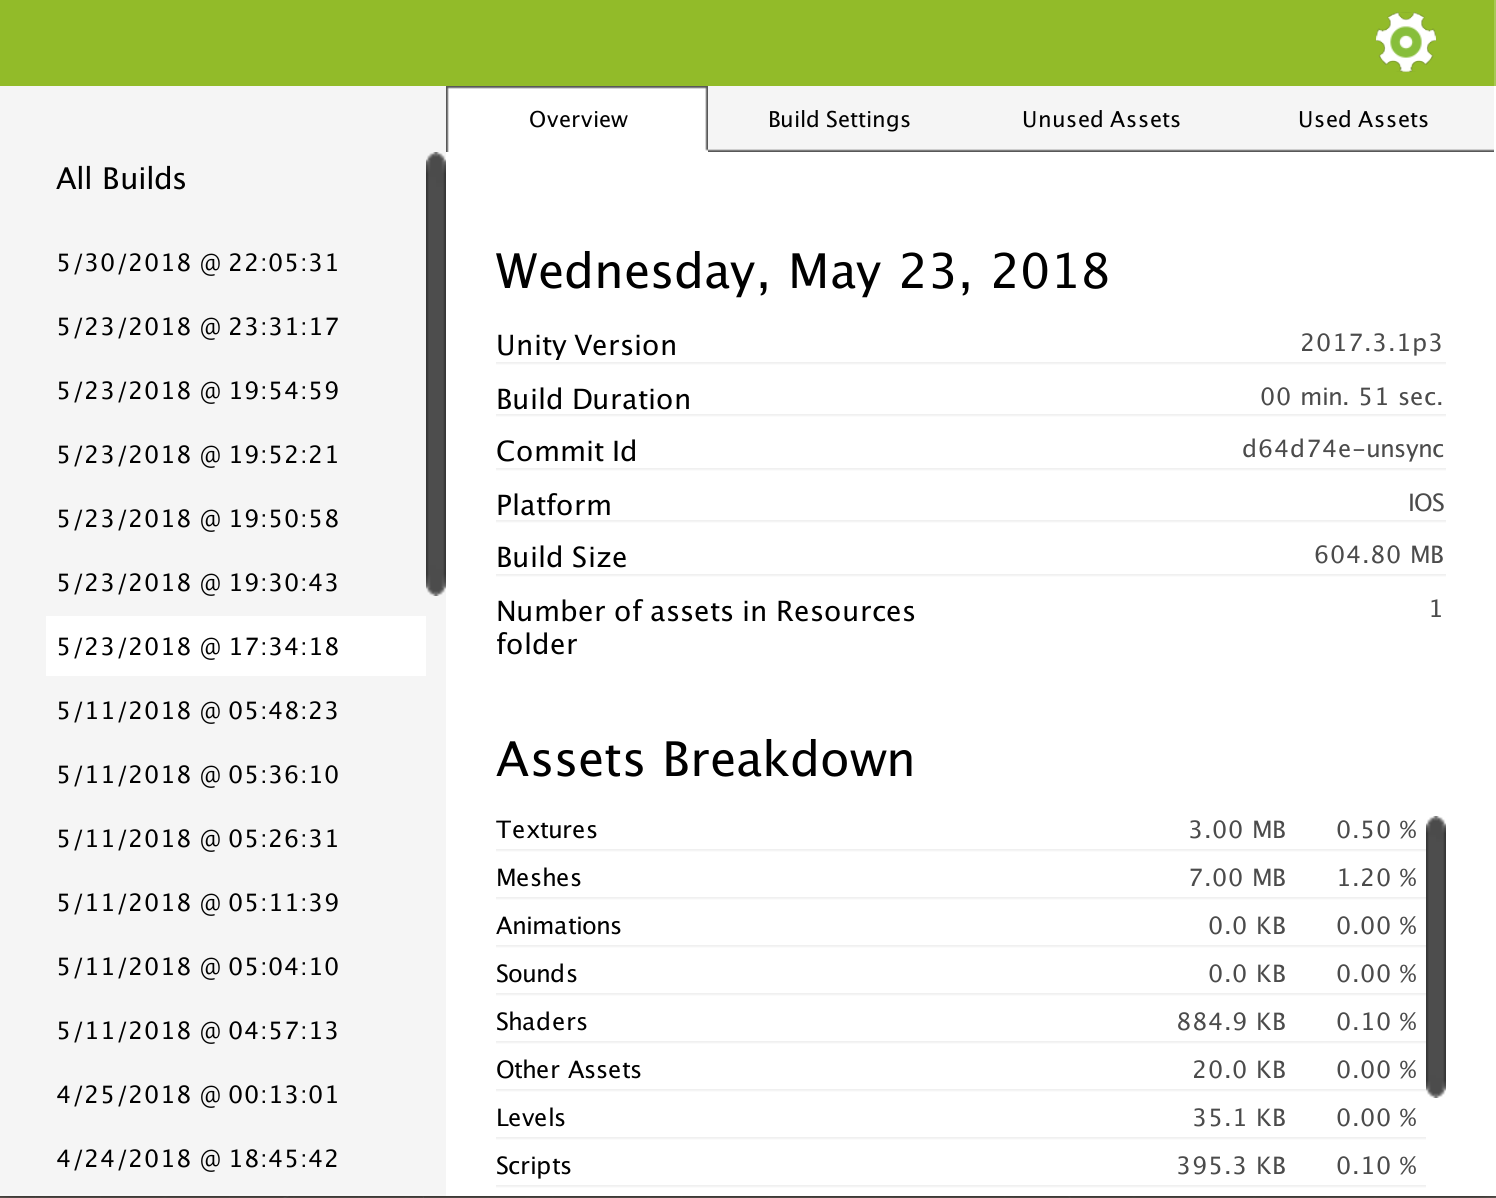 Overview Build Settings Unused Assets Used Assets
All Builds
5/30/2018 @ 22:05:31
5/23/2018 @ 23:31:17
5/23/2018 @ 19:54:59
5/23/2018 @ 19:52:21
5/23/2018 @ 19:50:58
5/23/2018 @ 19:30:43
5/23/2018 @ 17:34:18
5/11/2018 @ 05:48:23
5/11/2018 @ 05:36:10
5/11/2018 @ 05:26:31
5/11/2018 @ 05:11:39
5/11/2018 @ 05:04:10
5/11/2018 @ 04:57:13
4/25/2018 @ 00:13:01
4/24/2018 @ 18:45:42
Wednesday, May 23, 2018
Unity Version 2017.3.1p3
Build Duration 00 min. 51 sec.
Commit Id d64d74e-unsync
Platform IOS
Build Size 604.80 MB
Number of assets in Resources 1
folder
Assets Breakdown
Textures 3.00 MB 0.50 %
Meshes 7.00 MB 1.20 %
Animations 0.0 KB 0.00 %
Sounds 0.0 KB 0.00 %
Shaders 884.9 KB 0.10 %
Other Assets 20.0 KB 0.00 %
Levels 35.1 KB 0.00 %
Scripts 395.3 KB 0.10 %